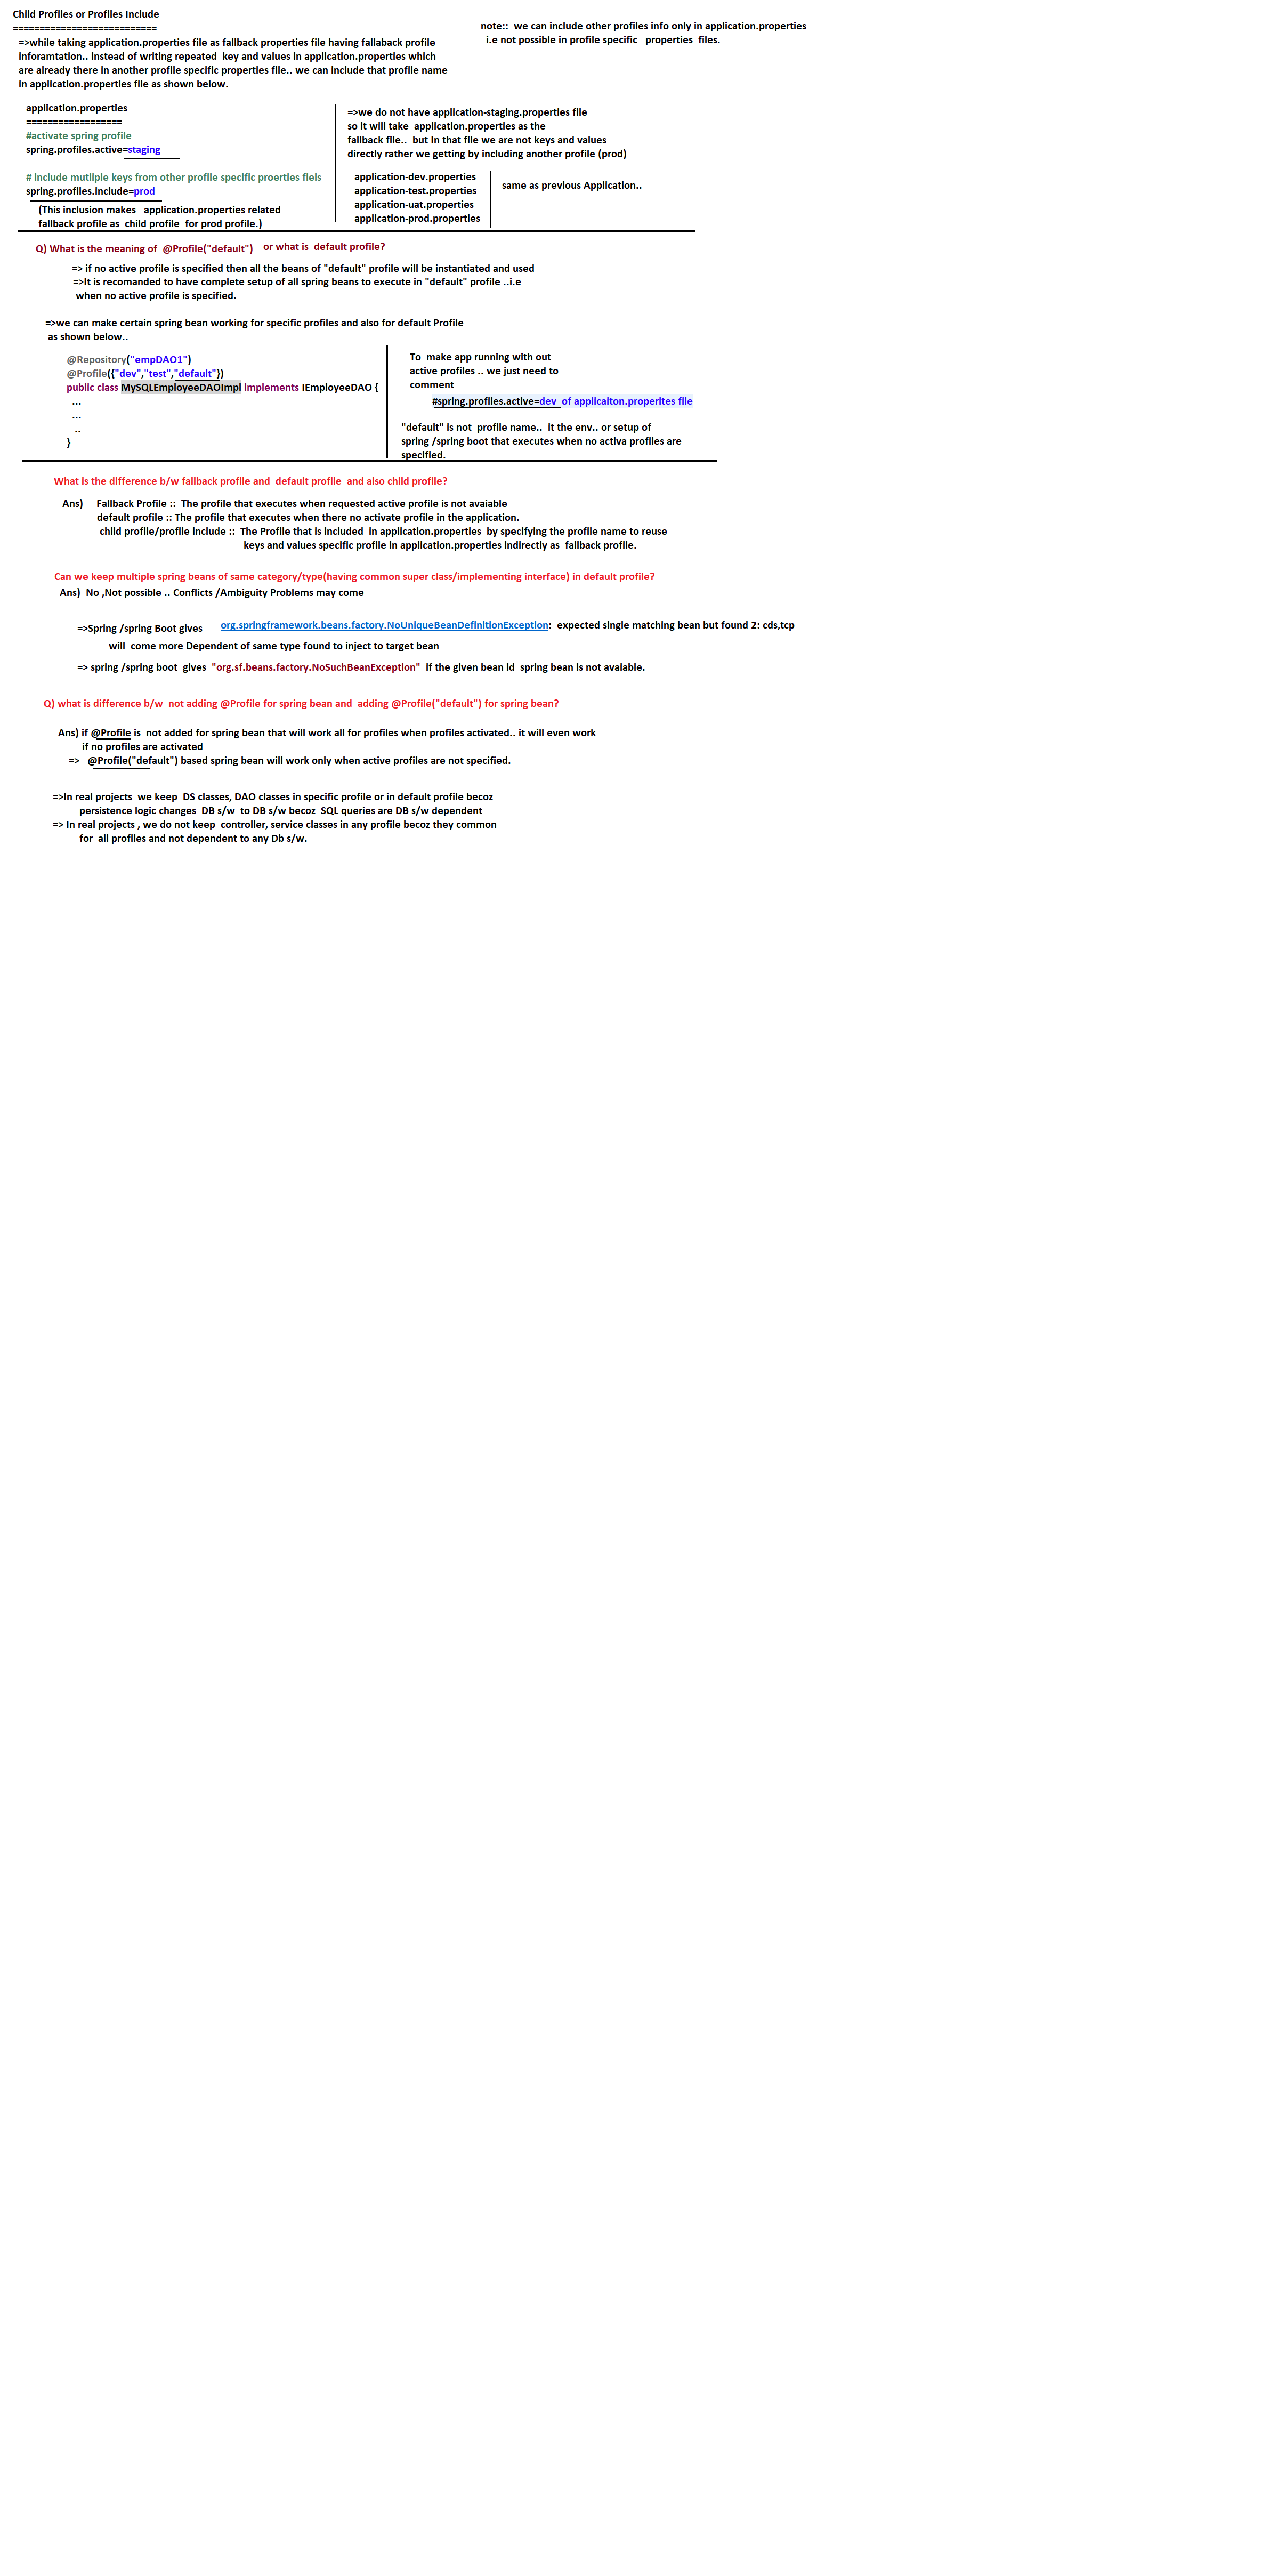 Child Profiles or Profiles Include
===========================
=>while taking application.properties file as fallback properties file having fallaback profile
inforamtation.. instead of writing repeated  key and values in application.properties which
are already there in another profile specific properties file.. we can include that profile name
in application.properties file as shown below.
note::  we can include other profiles info only in application.properties
i.e not possible in profile specific   properties  files.
application.properties
==================
#activate spring profile
spring.profiles.active=staging
# include mutliple keys from other profile specific proerties fiels
spring.profiles.include=prod
(This inclusion makes   application.properties related
fallback profile as  child profile  for prod profile.)
=>we do not have application-staging.properties file
so it will take  application.properties as the
fallback file..  but In that file we are not keys and values
directly rather we getting by including another profile (prod)
application-dev.properties
application-test.properties
application-uat.properties
application-prod.properties
same as previous Application..
Q) What is the meaning of  @Profile("default")    or what is  default profile?
=> if no active profile is specified then all the beans of "default" profile will be instantiated and used
=>It is recomanded to have complete setup of all spring beans to execute in "default" profile ..i.e
when no active profile is specified.
=>we can make certain spring bean working for specific profiles and also for default Profile
as shown below..
@Repository("empDAO1")
@Profile({"dev","test","default"})
public class MySQLEmployeeDAOImpl implements IEmployeeDAO {
...
...
..
}
To  make app running with out
active profiles .. we just need to
comment
#spring.profiles.active=dev  of applicaiton.properites file
"default" is not  profile name..  it the env.. or setup of
spring /spring boot that executes when no activa profiles are
specified.
What is the difference b/w fallback profile and  default profile  and also child profile?
Ans)     Fallback Profile ::  The profile that executes when requested active profile is not avaiable
default profile :: The profile that executes when there no activate profile in the application.
child profile/profile include ::  The Profile that is included  in application.properties  by specifying the profile name to reuse
keys and values specific profile in application.properties indirectly as  fallback profile.
Can we keep multiple spring beans of same category/type(having common super class/implementing interface) in default profile?
Ans)  No ,Not possible .. Conflicts /Ambiguity Problems may come
=>Spring /spring Boot gives      org.springframework.beans.factory.NoUniqueBeanDefinitionException:  expected single matching bean but found 2: cds,tcp
will  come more Dependent of same type found to inject to target bean
=> spring /spring boot  gives  "org.sf.beans.factory.NoSuchBeanException"  if the given bean id  spring bean is not avaiable.
Q) what is difference b/w  not adding @Profile for spring bean and  adding @Profile("default") for spring bean?
Ans) if @Profile is  not added for spring bean that will work all for profiles when profiles activated.. it will even work
if no profiles are activated
=>   @Profile("default") based spring bean will work only when active profiles are not specified.
=>In real projects  we keep  DS classes, DAO classes in specific profile or in default profile becoz
persistence logic changes  DB s/w  to DB s/w becoz  SQL queries are DB s/w dependent
=> In real projects , we do not keep  controller, service classes in any profile becoz they common
for  all profiles and not dependent to any Db s/w.